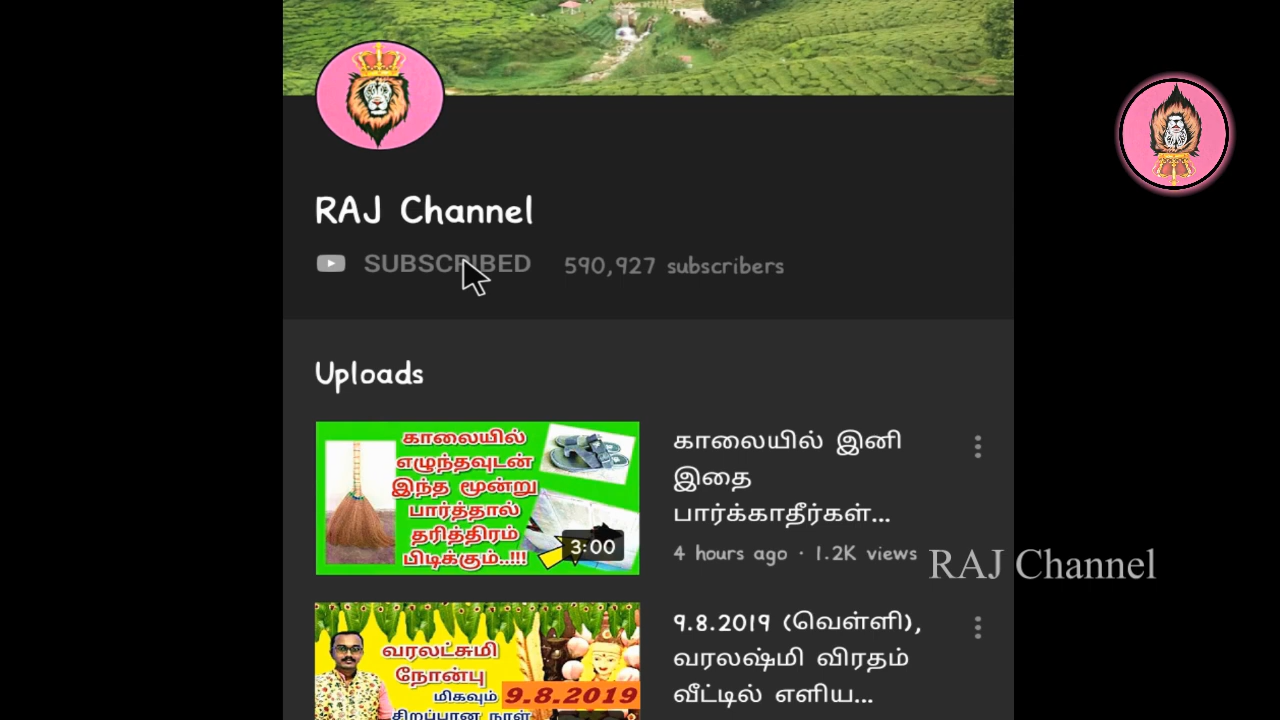 RAJ Channel
SUBSCRIBED 590,927 subscribers
Uploads
காலையில்
எழுந்தவுடன்
இந்த மூன்று
பார்த்தால்
தரித்திரம்
பிடிக்கும்..!!!
3:00
காலையில் இனி
இதை
பார்க்காதீர்கள்...
4 hours ago · 1.2K views
RAJ Channel
வரலட்சுமி
நோன்பு
மிகவும் 9.8.2019
சிறப்பான நாள்
9.8.2019 (வெள்ளி),
வரலஷ்மி விரதம்
வீட்டில் எளிய...